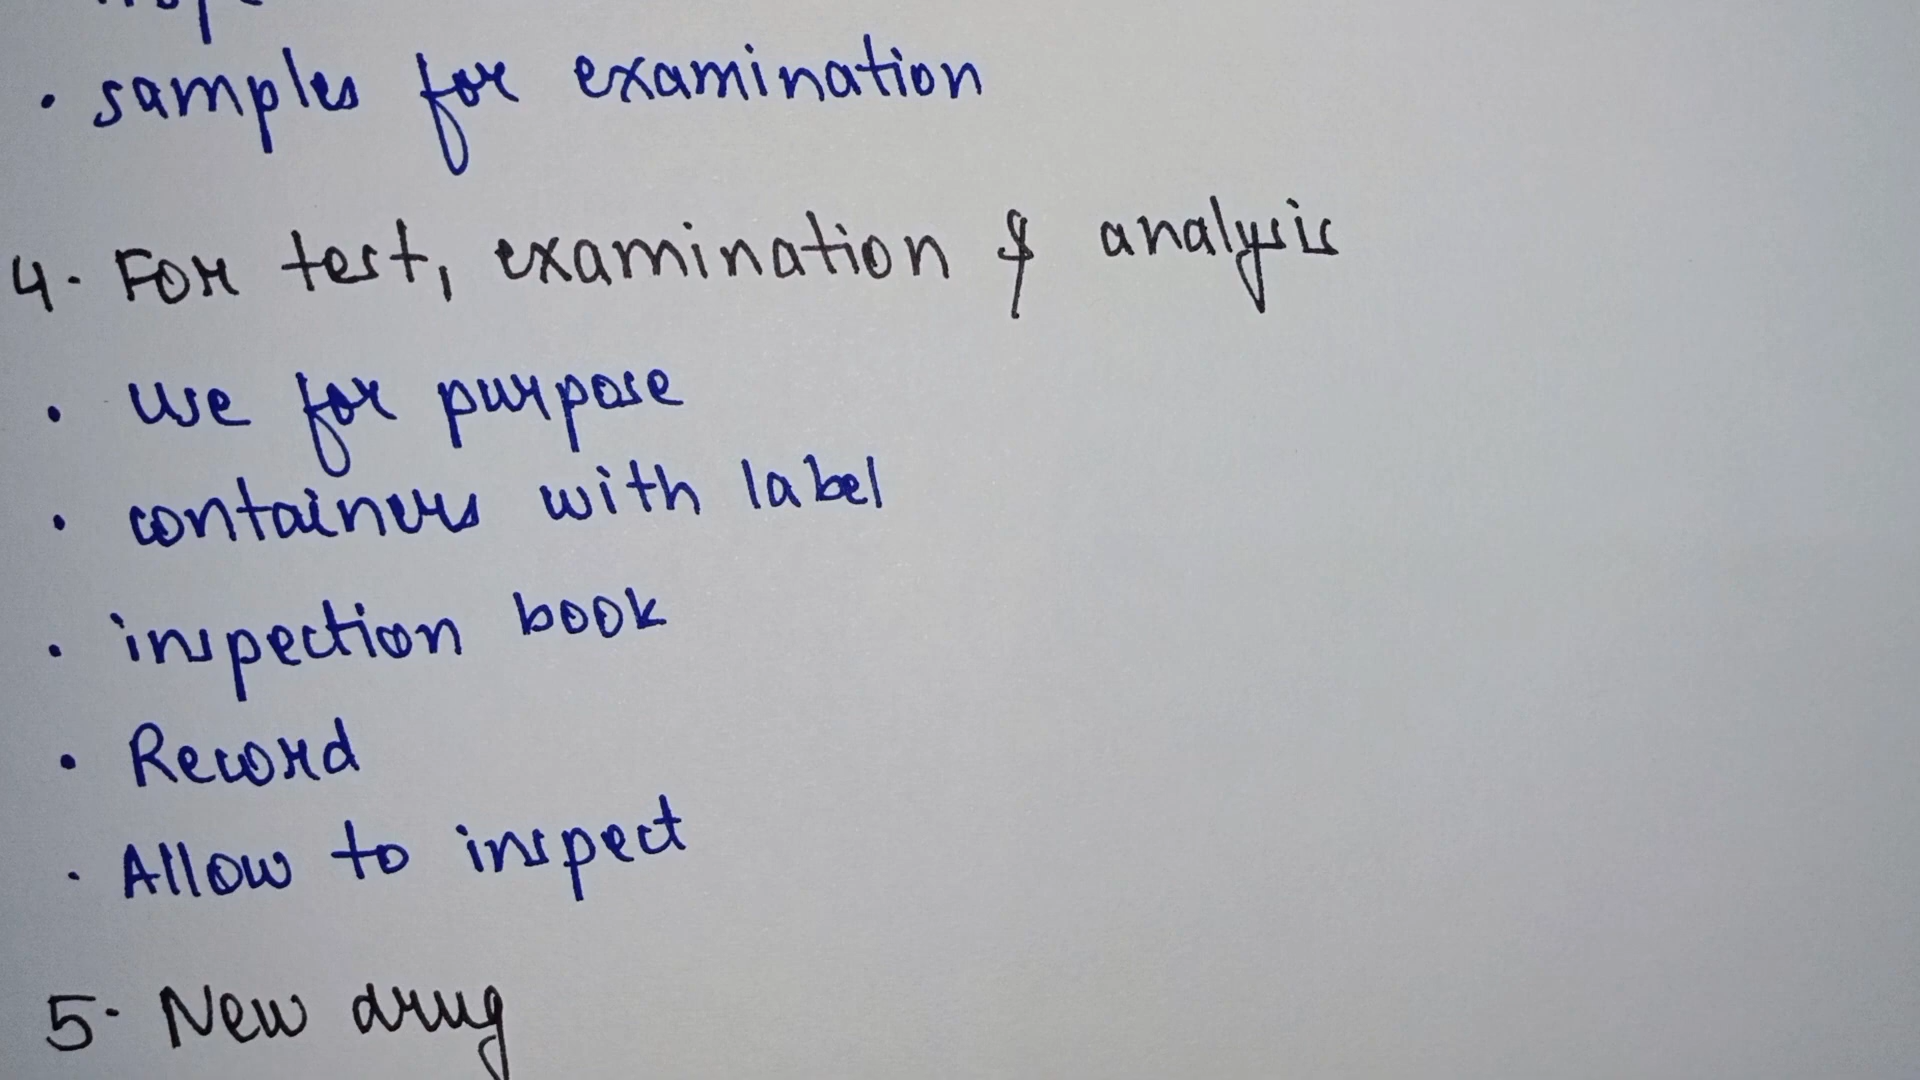 • samples for examination
4. For test, examination & analysis
• use for purpose
• containers with label
• inspection book
• Record
• Allow to inspect
5. New drug